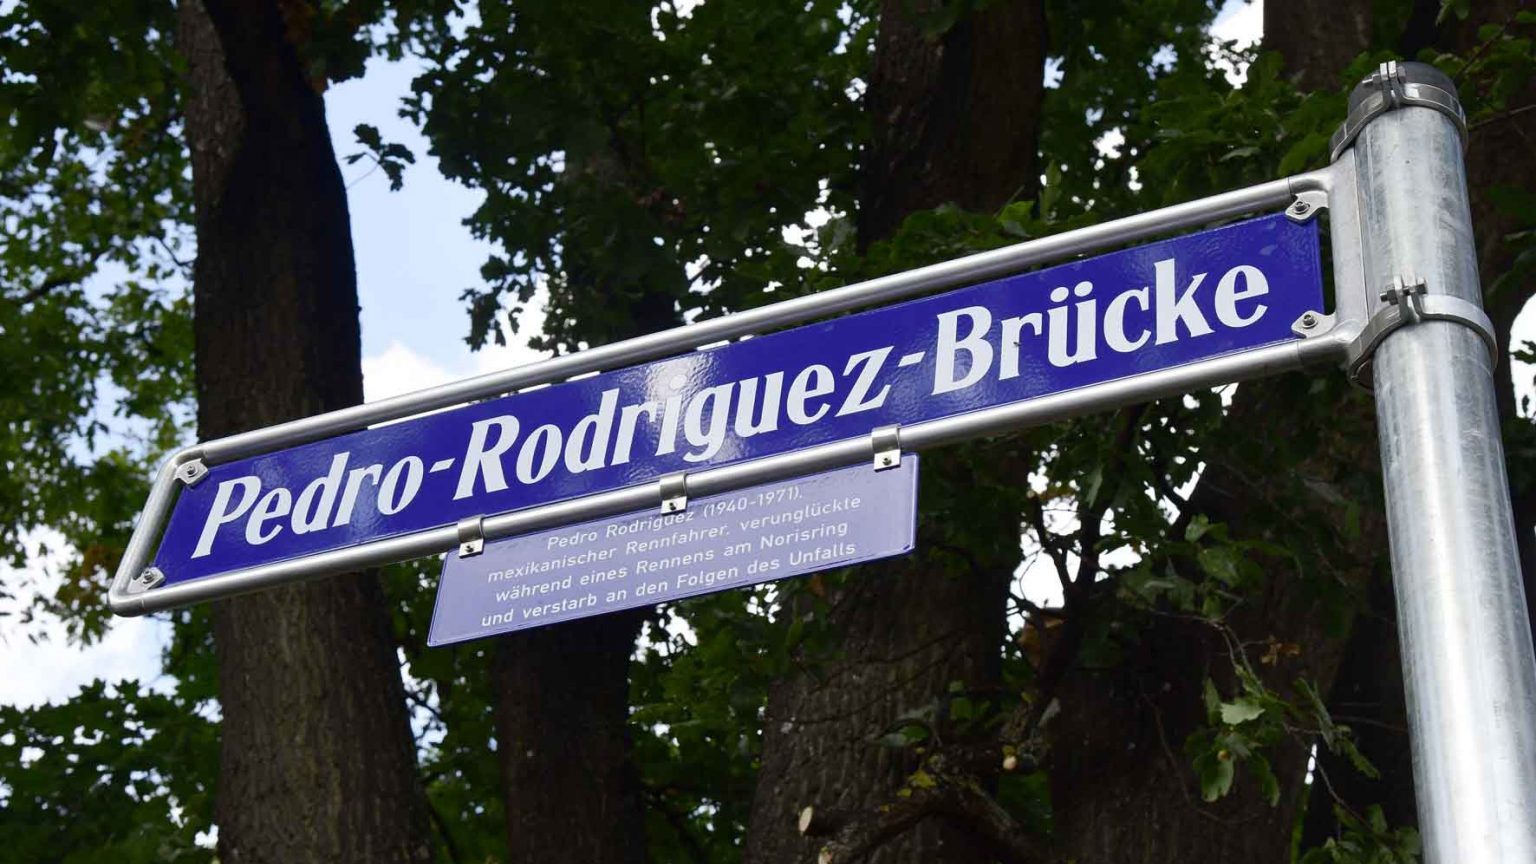 Pedro-Rodriguez-Brücke
Pedro Rodriguez (1940-1971),
mexikanischer Rennfahrer, verunglückte
während eines Rennens am Norisring
und verstarb an den Folgen des Unfalls